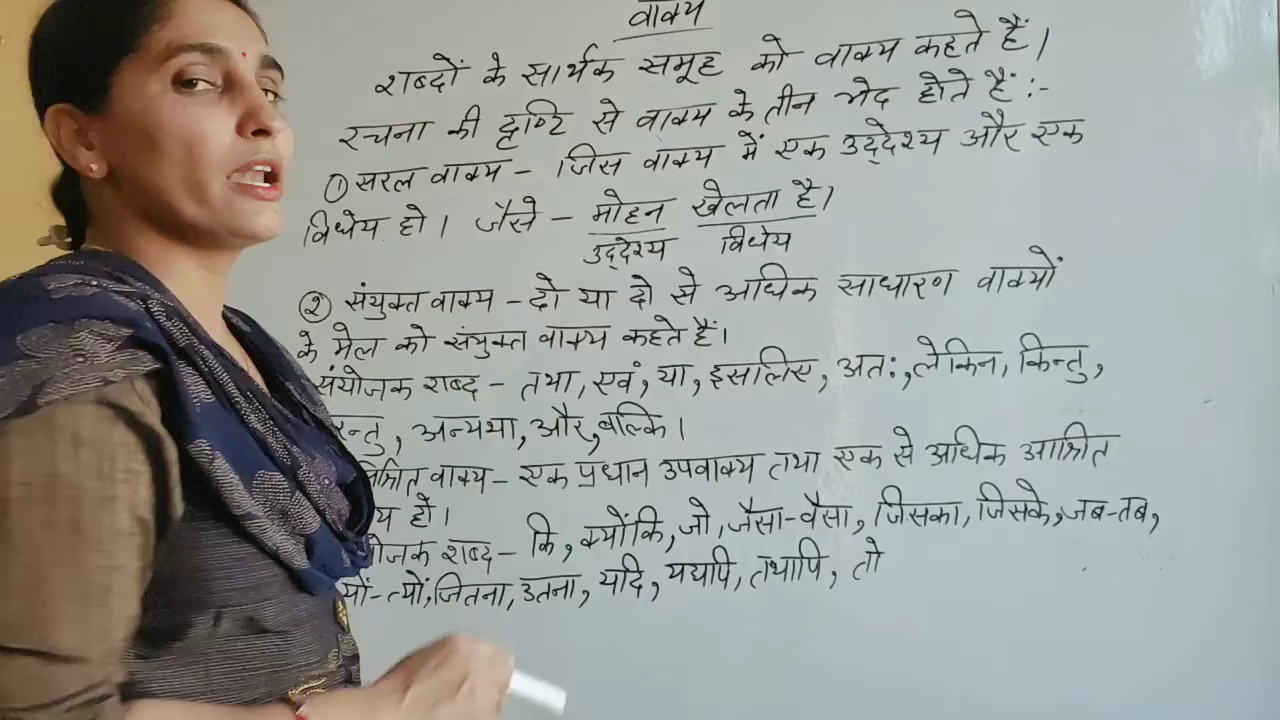 वाक्य
शब्दों के सार्थक समूह को वाक्य कहते हैं।
रचना की दृष्टि से वाक्य के तीन भेद होते हैं :-
① सरल वाक्य - जिस वाक्य में एक उद्देश्य और एक
विधेय हो। जैसे - मोहन खेलता है।
उद्देश्य विधेय
② संयुक्त वाक्य - दो या दो से अधिक साधारण वाक्यों
के मेल को संयुक्त वाक्य कहते हैं।
संयोजक शब्द - तथा, एवं, या, इसलिए, अतः, लेकिन, किन्तु,
रन्तु, अन्यथा, और, बल्कि।
मिश्रित वाक्य - एक प्रधान उपवाक्य तथा एक से अधिक आश्रित
य हो।
योजक शब्द - कि, क्योंकि, जो, जैसा-वैसा, जिसका, जिसके, जब-तब,
यों-त्यों, जितना, उतना, यदि, यद्यपि, तथापि, तो